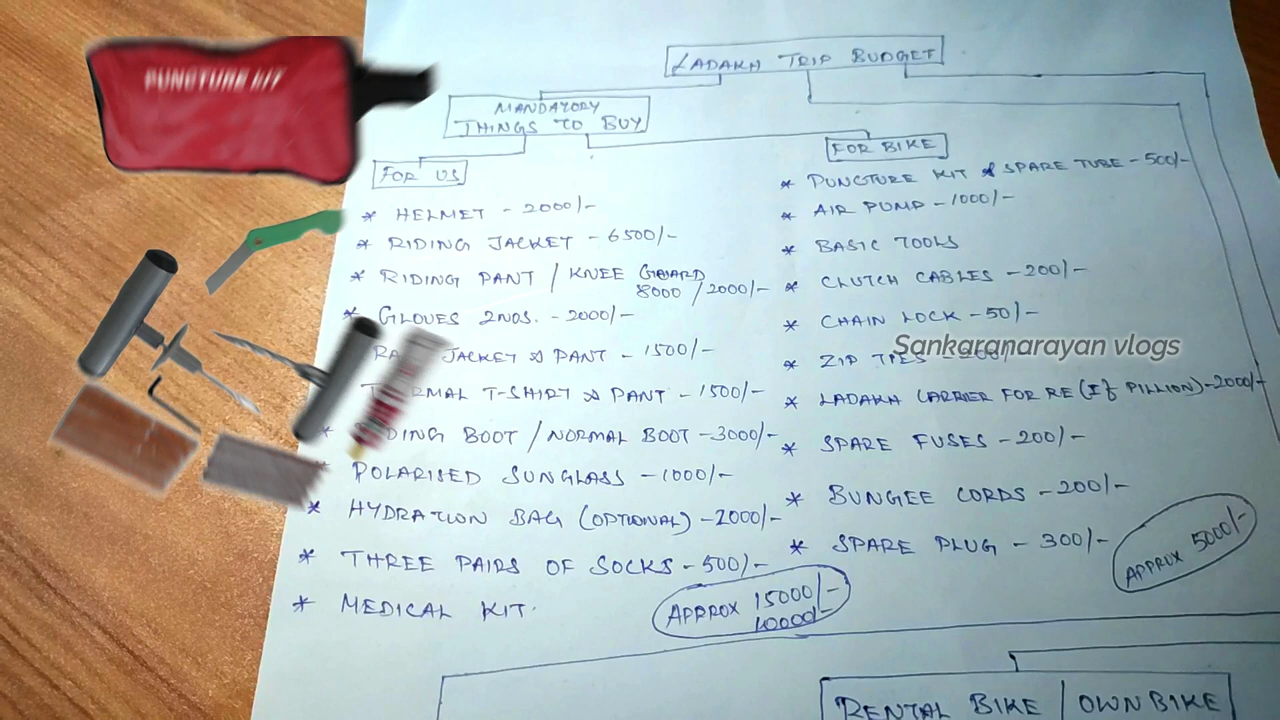 PUNCTURE KIT
LADAKH TRIP BUDGET
MANDATORY
THINGS TO BUY
FOR US
* HELMET - 2000/-
* RIDING JACKET - 6500/-
* RIDING PANT / KNEE GUARD
8000 / 2000/-
* GLOVES 2NOS. - 2000/-
JACKET & PANT - 1500/-
T-SHIRT & PANT - 1500/-
* BOOT / NORMAL BOOT - 3000/-
* POLARISED SUNGLASS - 1000/-
* HYDRATION BAG (OPTIONAL) - 2000/-
* THREE PAIRS OF SOCKS - 500/-
* MEDICAL KIT.
APPROX 15000/-
10000/-
FOR BIKE
* PUNCTURE KIT & SPARE TUBE - 500/-
* AIR PUMP - 1000/-
* BASIC TOOLS
* CLUTCH CABLES - 200/-
* CHAIN LOCK - 50/-
Sankaranarayan vlogs
* ZIP TIES
* LADAKH CARRIER FOR RE (If PILLION) - 2000/-
* SPARE FUSES - 200/-
* BUNGEE CORDS - 200/-
* SPARE PLUG - 300/-
APPROX 5000/-
RENTAL BIKE / OWN BIKE